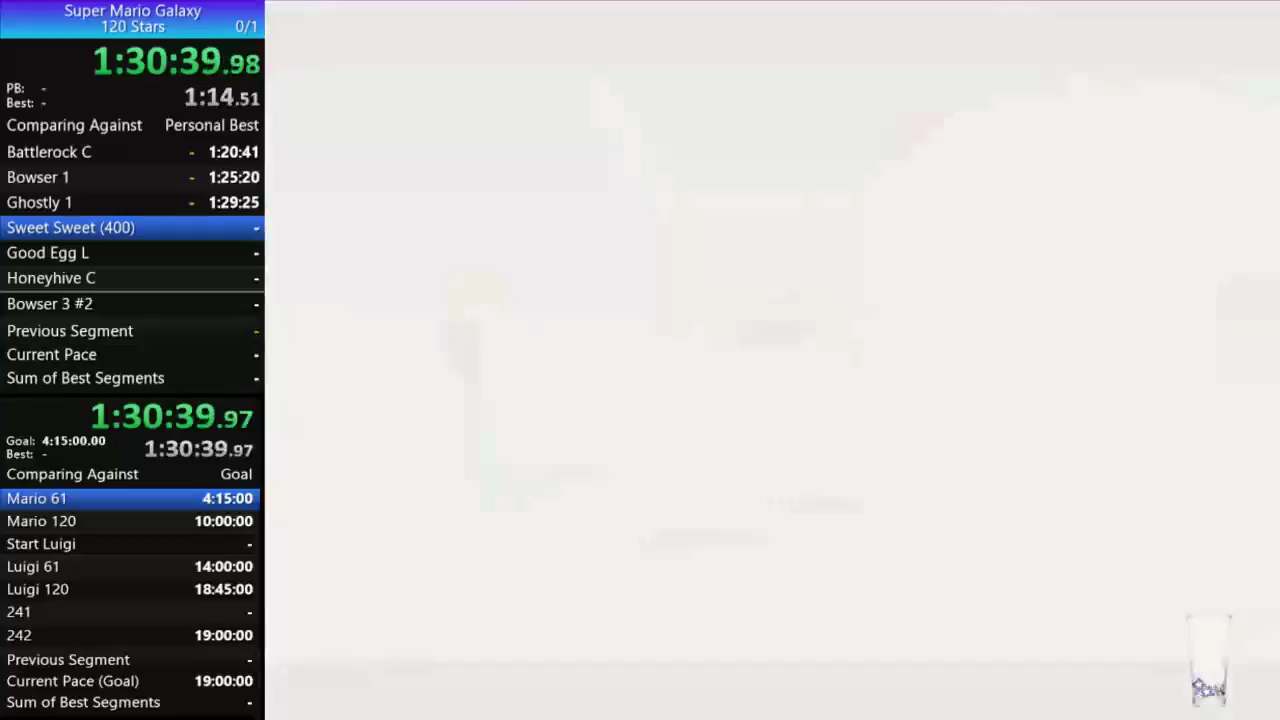 Super Mario Galaxy
120 Stars 0/1
1:30:39.98
PB: -
Best: -
1:14.51
Comparing Against Personal Best
Battlerock C - 1:20:41
Bowser 1 - 1:25:20
Ghostly 1 - 1:29:25
Sweet Sweet (400) -
Good Egg L -
Honeyhive C -
Bowser 3 #2 -
Previous Segment -
Current Pace -
Sum of Best Segments -
1:30:39.97
Goal: 4:15:00.00
Best: -
1:30:39.97
Comparing Against Goal
Mario 61 4:15:00
Mario 120 10:00:00
Start Luigi -
Luigi 61 14:00:00
Luigi 120 18:45:00
241 -
242 19:00:00
Previous Segment -
Current Pace (Goal) 19:00:00
Sum of Best Segments -